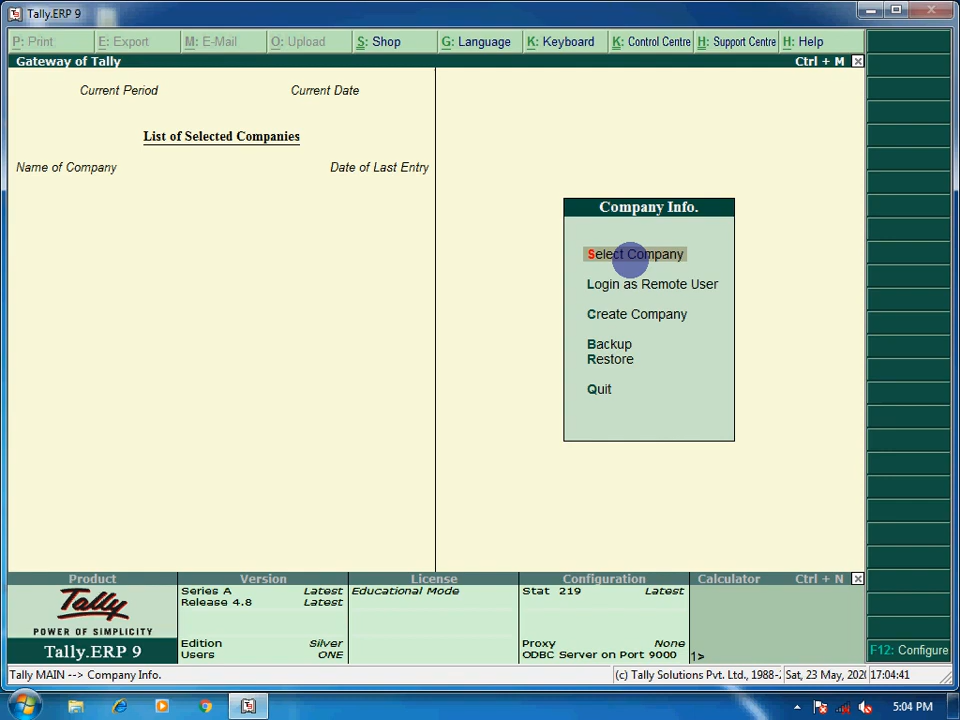 Tally.ERP 9
P: Print
E: Export
M: E-Mail
O: Upload
S: Shop
G: Language
K: Keyboard
K: Control Centre
H: Support Centre
H: Help
Gateway of Tally
Ctrl + M
Current Period
Current Date
List of Selected Companies
Name of Company
Date of Last Entry
Company Info.
Select Company
Login as Remote User
Create Company
Backup
Restore
Quit
Product
Version
License
Configuration
Calculator
Ctrl + N
Tally
POWER OF SIMPLICITY
Tally.ERP 9
Series A Latest
Release 4.8 Latest
Edition Silver
Users ONE
Educational Mode
Stat 219 Latest
Proxy None
ODBC Server on Port 9000
1>
F12: Configure
Tally MAIN --> Company Info.
(c) Tally Solutions Pvt. Ltd., 1988-
Sat, 23 May, 202
17:04:41
5:04 PM